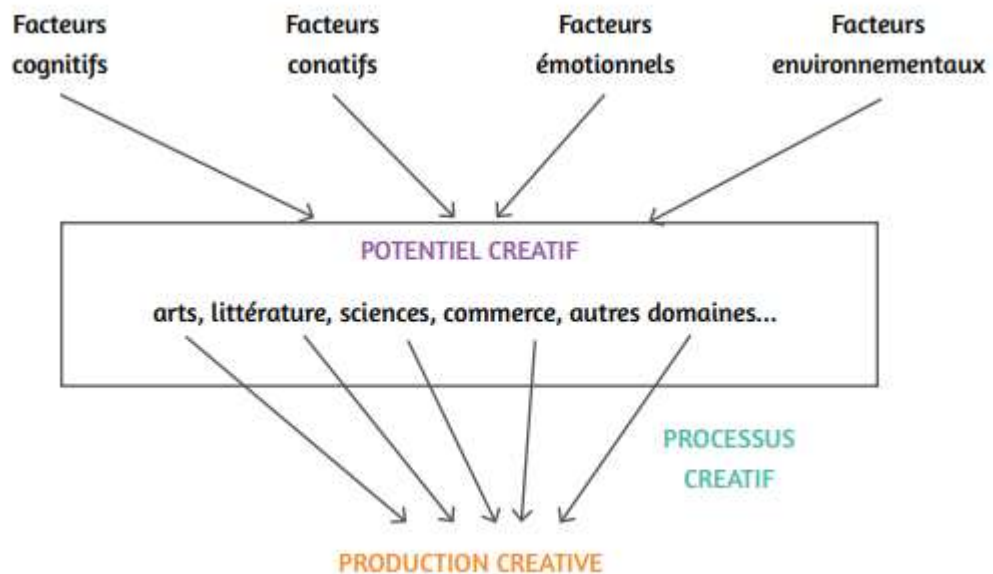 Facteurs Facteurs Facteurs Facteurs
cognitifs conatifs émotionnels environnementaux
POTENTIEL CREATIF
arts, littérature, sciences, commerce, autres domaines...
PROCESSUS
CREATIF
PRODUCTION CREATIVE